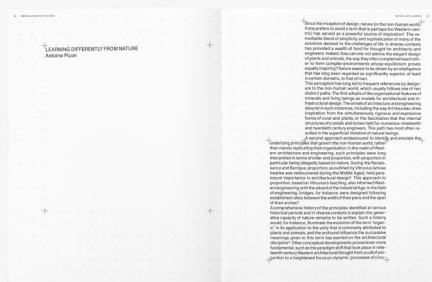 LEARNING DIFFERENTLY FROM NATURE
Antoine Picon
Since the inception of design, nature (or the non-human world,
if one prefers to avoid a term that is perhaps too Western-cen-
tric) has served as a powerful source of inspiration¹. The re-
markable blend of simplicity and sophistication of many of the
solutions devised to the challenges of life in diverse contexts
has provided a wealth of food for thought for architects and
engineers. Indeed, how can one not admire the elegant design
of plants and animals, the way they often complement each oth-
er to form complex environments whose equilibrium proves
equally inspiring? Nature seems to be driven by an intelligence
that has long been regarded as significantly superior, at least
in certain domains, to that of man.
This perception has long led to frequent references by design-
ers to the non-human world, which usually follows one of two
distinct paths. The first adopts the organisational features of
minerals and living beings as models for architectural and in-
frastructural design. The annals of architecture and engineering
abound in such instances, including the way Art Nouveau drew
inspiration from the simultaneously rigorous and expressive
forms of coral and plants, or the fascination that the internal
structures of crystals and bones held for numerous nineteenth
and twentieth century engineers. This path has most often re-
sulted in the superficial imitation of natural beings.
A second approach endeavoured to identify and emulate the
underlying principles that govern the non-human world, rather
than merely replicating their organisation. In the realm of West-
ern architecture and engineering, such principles were long
interpreted in terms of order and proportion, with proportion in
particular being allegedly based on nature. During the Renais-
sance and Baroque, proportion, as outlined by Vitruvius (whose
treatise was rediscovered during the Middle Ages), held para-
mount importance in architectural design². This approach to
proportion, based on Vitruvius's teaching, also informed West-
ern engineering until the advent of the Industrial Age. In the field
of engineering, bridges, for instance, were designed following
established ratios between the width of their piers and the span
of their arches³.
A comprehensive history of the principles identified at various
historical periods and in diverse contexts to explain the gener-
ative capacity of nature remains to be written. Such a history
would, for instance, illuminate the evolution of the term "organ-
ic" in its application to the unity that is commonly attributed to
plants and animals, and the profound influence the successive
meanings given to this term has exerted on the architectural
discipline⁴. Other conceptual developments proved even more
fundamental, such as the paradigm shift that took place in nine-
teenth century Western architectural thought from a cult of pro-
portion to a heightened focus on dynamic processes of circu-